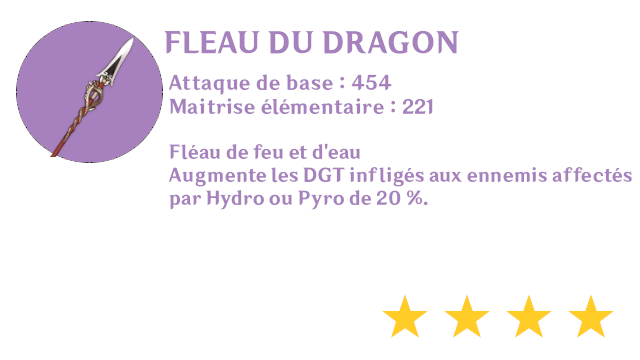 FLEAU DU DRAGON
Attaque de base : 454
Maitrise élémentaire : 221
Fléau de feu et d'eau
Augmente les DGT infligés aux ennemis affectés
par Hydro ou Pyro de 20 %.